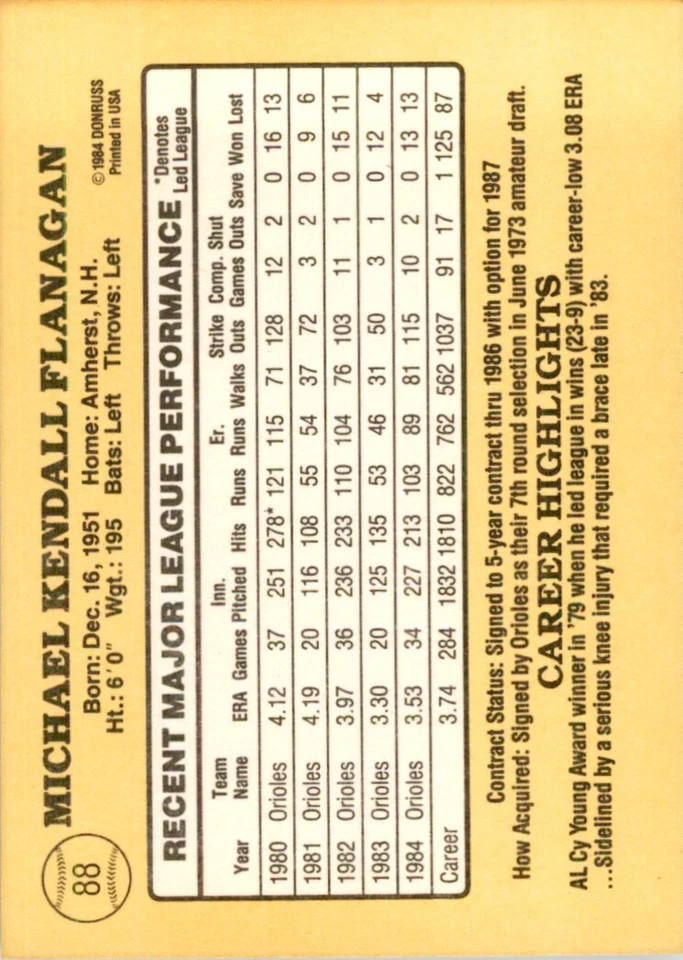 88
MICHAEL KENDALL FLANAGAN
© 1984 DONRUSS
Printed in USA
Born: Dec. 16, 1951 Home: Amherst, N.H.
Ht.: 6' 0" Wgt.: 195 Bats: Left Throws: Left
RECENT MAJOR LEAGUE PERFORMANCE *Denotes Led League
Year Team Name ERA Games Inn. Pitched Hits Runs Er. Runs Walks Strike Outs Comp. Games Shut Outs Save Won Lost
1980 Orioles 4.12 37 251 278* 121 115 71 128 12 2 0 16 13
1981 Orioles 4.19 20 116 108 55 54 37 72 3 2 0 9 6
1982 Orioles 3.97 36 236 233 110 104 76 103 11 1 0 15 11
1983 Orioles 3.30 20 125 135 53 46 31 50 3 1 0 12 4
1984 Orioles 3.53 34 227 213 103 89 81 115 10 2 0 13 13
Career 3.74 284 1832 1810 822 762 562 1037 91 17 1 125 87
Contract Status: Signed to 5-year contract thru 1986 with option for 1987
How Acquired: Signed by Orioles as their 7th round selection in June 1973 amateur draft.
CAREER HIGHLIGHTS
AL Cy Young Award winner in '79 when he led league in wins (23-9) with career-low 3.08 ERA
...Sidelined by a serious knee injury that required a brace late in '83.